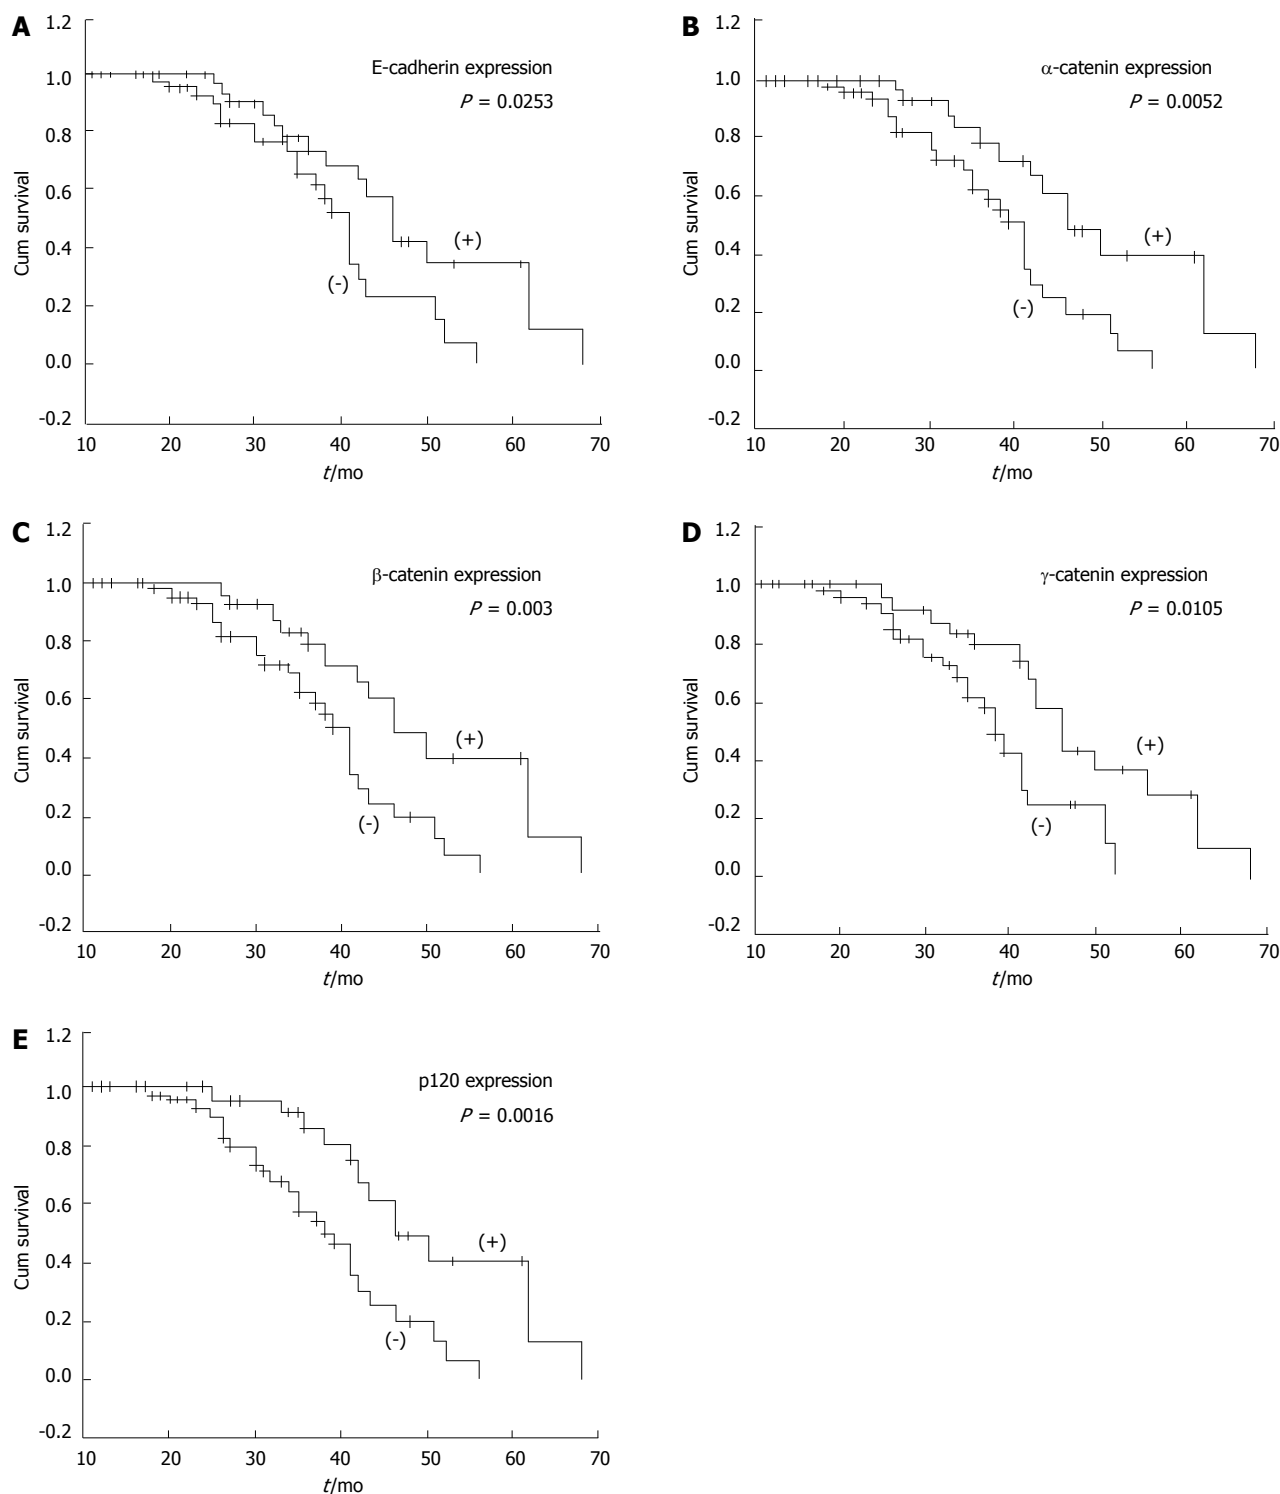 A
E-cadherin expression
P = 0.0253
1.2
1.0
0.8
0.6
0.4
0.2
0.0
-0.2
Cum survival
(+)
(-)
10 20 30 40 50 60 70
t/mo
B
α-catenin expression
P = 0.0052
1.2
1.0
0.8
0.6
0.4
0.2
0.0
-0.2
Cum survival
(+)
(-)
10 20 30 40 50 60 70
t/mo
C
β-catenin expression
P = 0.003
1.2
1.0
0.8
0.6
0.4
0.2
0.0
-0.2
Cum survival
(+)
(-)
10 20 30 40 50 60 70
t/mo
D
γ-catenin expression
P = 0.0105
1.2
1.0
0.8
0.6
0.4
0.2
0.0
-0.2
Cum survival
(+)
(-)
10 20 30 40 50 60 70
t/mo
E
p120 expression
P = 0.0016
1.2
1.0
0.8
0.6
0.4
0.2
0.0
-0.2
Cum survival
(+)
(-)
10 20 30 40 50 60 70
t/mo